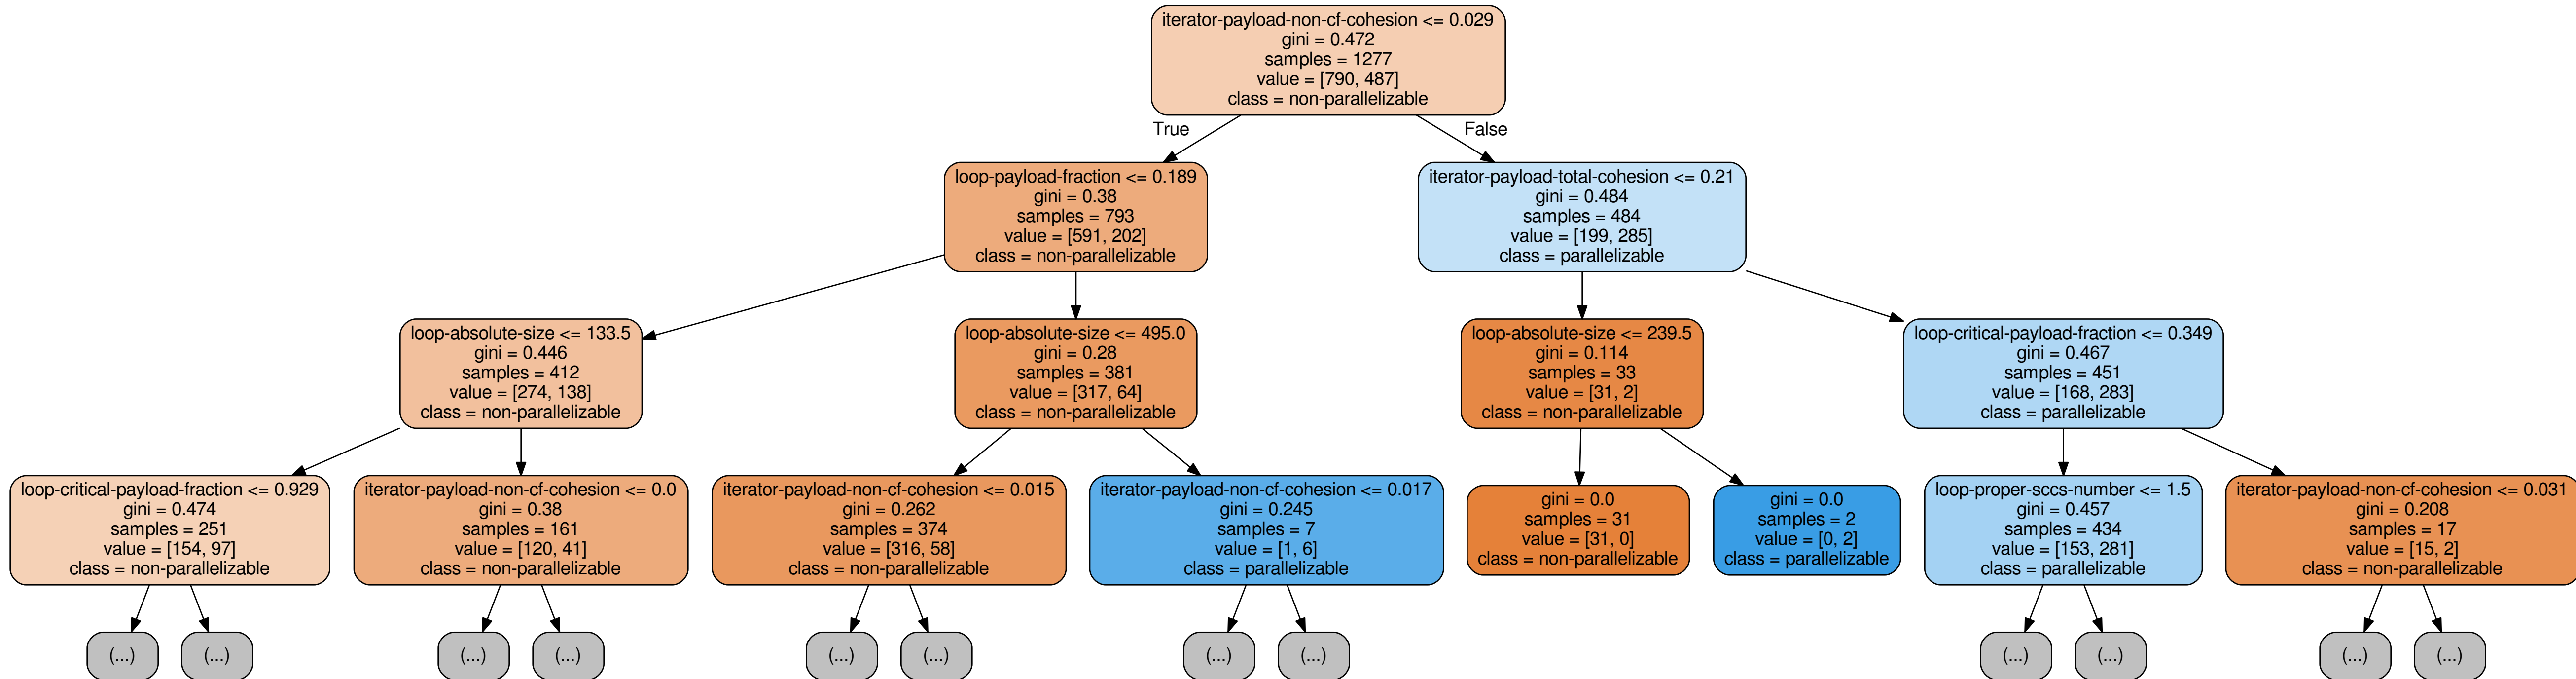 iterator-payload-non-cf-cohesion <= 0.029
gini = 0.472
samples = 1277
value = [790, 487]
class = non-parallelizable
True
False
loop-payload-fraction <= 0.189
gini = 0.38
samples = 793
value = [591, 202]
class = non-parallelizable
iterator-payload-total-cohesion <= 0.21
gini = 0.484
samples = 484
value = [199, 285]
class = parallelizable
loop-absolute-size <= 133.5
gini = 0.446
samples = 412
value = [274, 138]
class = non-parallelizable
loop-absolute-size <= 495.0
gini = 0.28
samples = 381
value = [317, 64]
class = non-parallelizable
loop-absolute-size <= 239.5
gini = 0.114
samples = 33
value = [31, 2]
class = non-parallelizable
loop-critical-payload-fraction <= 0.349
gini = 0.467
samples = 451
value = [168, 283]
class = parallelizable
loop-critical-payload-fraction <= 0.929
gini = 0.474
samples = 251
value = [154, 97]
class = non-parallelizable
iterator-payload-non-cf-cohesion <= 0.0
gini = 0.38
samples = 161
value = [120, 41]
class = non-parallelizable
iterator-payload-non-cf-cohesion <= 0.015
gini = 0.262
samples = 374
value = [316, 58]
class = non-parallelizable
iterator-payload-non-cf-cohesion <= 0.017
gini = 0.245
samples = 7
value = [1, 6]
class = parallelizable
gini = 0.0
samples = 31
value = [31, 0]
class = non-parallelizable
gini = 0.0
samples = 2
value = [0, 2]
class = parallelizable
loop-proper-sccs-number <= 1.5
gini = 0.457
samples = 434
value = [153, 281]
class = parallelizable
iterator-payload-non-cf-cohesion <= 0.031
gini = 0.208
samples = 17
value = [15, 2]
class = non-parallelizable
(...)
(...)
(...)
(...)
(...)
(...)
(...)
(...)
(...)
(...)
(...)
(...)